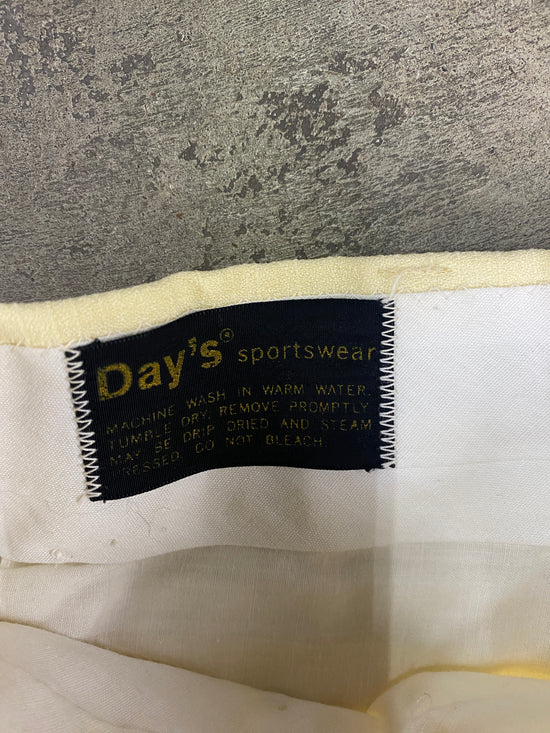 Day's® sportswear
MACHINE WASH IN WARM WATER.
TUMBLE DRY. REMOVE PROMPTLY
MAY BE DRIP DRIED AND STEAM
PRESSED. DO NOT BLEACH.